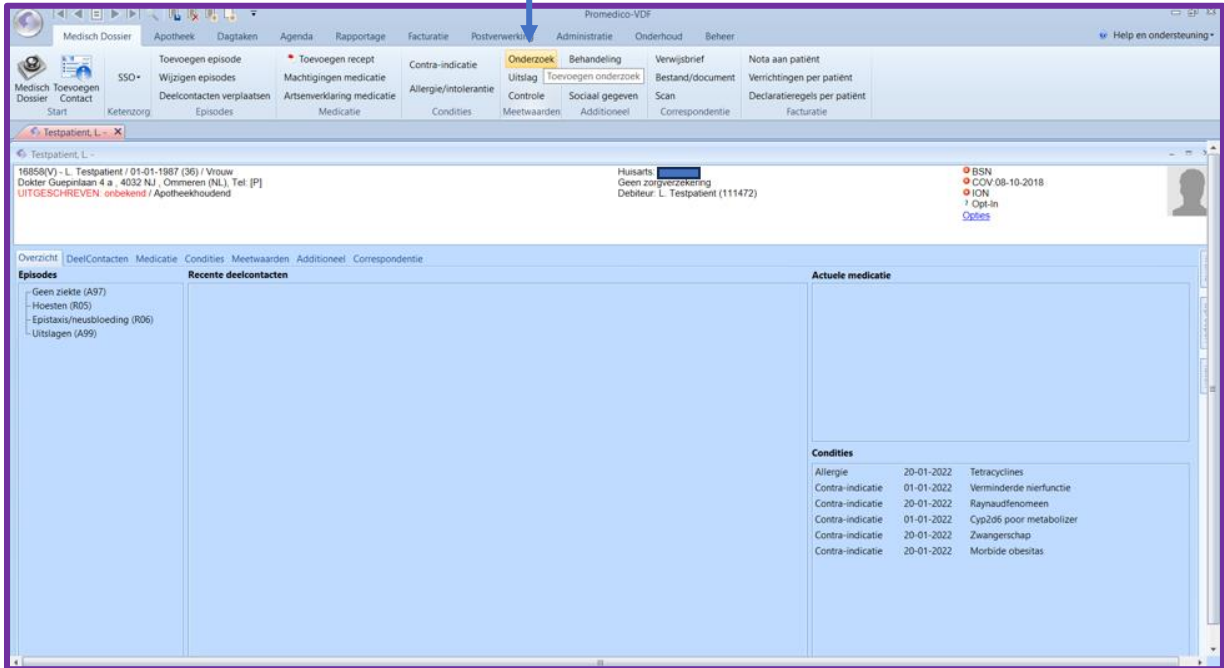 Promedico-VDF
Medisch Dossier Apotheek Dagtaken Agenda Rapportage Facturatie Postverwerking Administratie Onderhoud Beheer Help en ondersteuning
Toevoegen episode Toevoegen recept Contra-indicatie Onderzoek Behandeling Verwijsbrief Nota aan patiënt
Medisch Dossier Toevoegen Contact SSO Wijzigen episodes Machtigingen medicatie Allergie/intolerantie Uitslag Toevoegen onderzoek Bestand/document Verrichtingen per patiënt
Deelcontacten verplaatsen Artsenverklaring medicatie Controle Sociaal gegeven Scan Declaratieregels per patiënt
Start Ketenzorg Episodes Medicatie Condities Meetwaarden Additioneel Correspondentie Facturatie
Testpatient, L. -
Testpatient, L. -
16858(V) - L. Testpatient / 01-01-1987 (36) / Vrouw Huisarts: BSN
Dokter Guepinlaan 4 a , 4032 NJ , Ommeren (NL), Tel: [P] Geen zorgverzekering COV 08-10-2018
UITGESCHREVEN: onbekend / Apotheekhoudend Debiteur: L. Testpatient (111472) ION
? Opt-In
Opties
Overzicht DeelContacten Medicatie Condities Meetwaarden Additioneel Correspondentie
Episodes Recente deelcontacten Actuele medicatie
Geen ziekte (A97)
Hoesten (R05)
Epistaxis/neusbloeding (R06)
Uitslagen (A99)
Condities
Allergie 20-01-2022 Tetracyclines
Contra-indicatie 01-01-2022 Verminderde nierfunctie
Contra-indicatie 20-01-2022 Raynaudfenomeen
Contra-indicatie 01-01-2022 Cyp2d6 poor metabolizer
Contra-indicatie 20-01-2022 Zwangerschap
Contra-indicatie 20-01-2022 Morbide obesitas